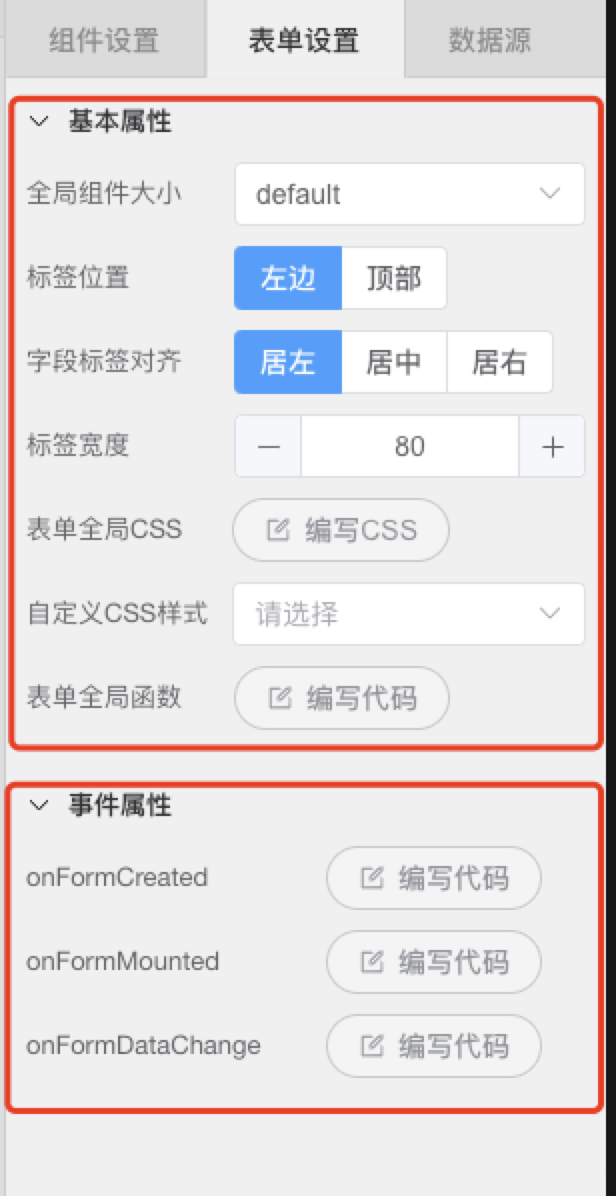 组件设置 表单设置 数据源
基本属性
全局组件大小 default
标签位置 左边 顶部
字段标签对齐 居左 居中 居右
标签宽度 — 80 +
表单全局CSS 编写CSS
自定义CSS样式 请选择
表单全局函数 编写代码
事件属性
onFormCreated 编写代码
onFormMounted 编写代码
onFormDataChange 编写代码